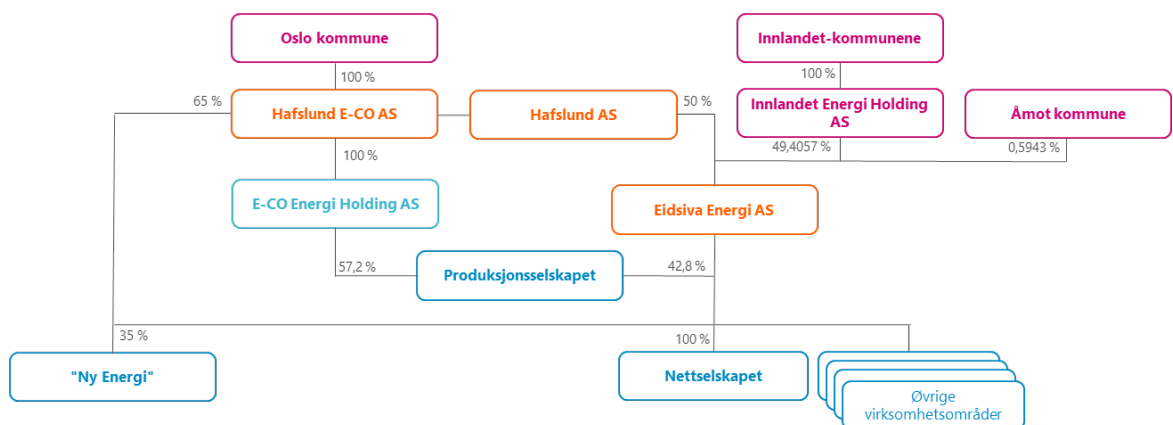 Oslo kommune
Innlandet-kommunene
100 %
100 %
65 %
Hafslund E-CO AS
Hafslund AS
50 %
Innlandet Energi Holding
AS
Åmot kommune
49,4057%
0,5943 %
100 %
E-CO Energi Holding AS
Eidsiva Energi AS
57,2 %
Produksjonsselskapet
42,8 %
35 %
100 %
"Ny Energi"
Nettselskapet
Øvrige
virksomhetsområder